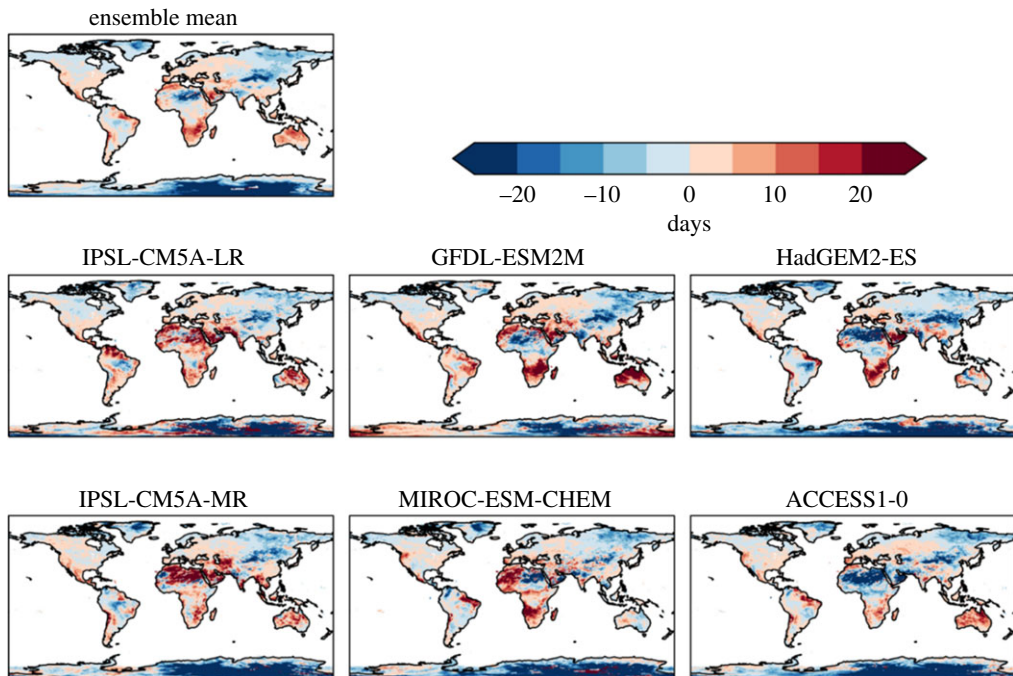 ensemble mean
–20 –10 0 10 20
days
IPSL-CM5A-LR GFDL-ESM2M HadGEM2-ES
IPSL-CM5A-MR MIROC-ESM-CHEM ACCESS1-0